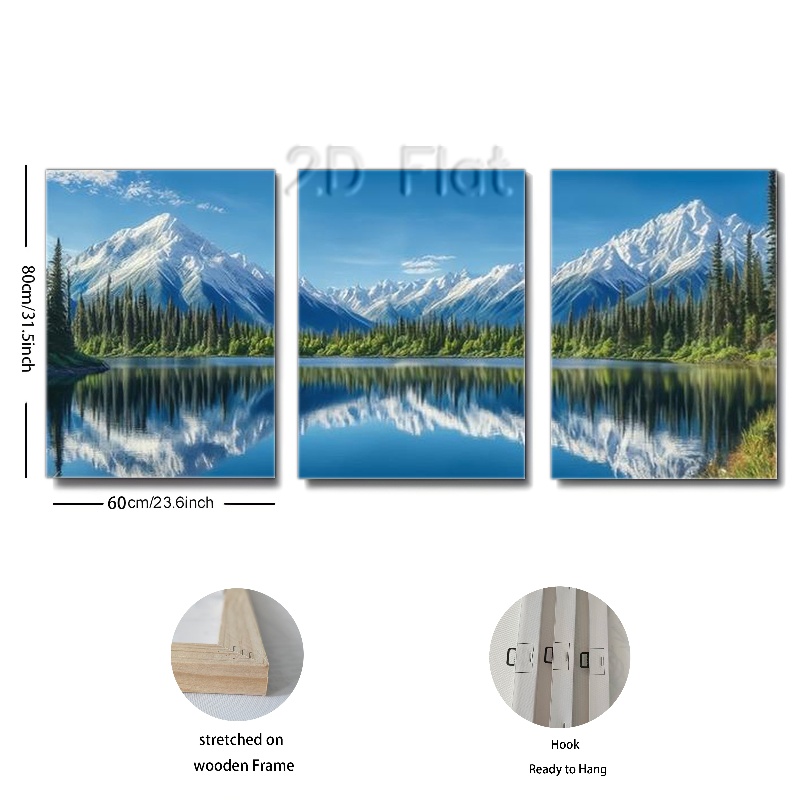 2D Flat
80cm/31.5inch
60cm/23.6inch
stretched on
wooden Frame
Hook
Ready to Hang